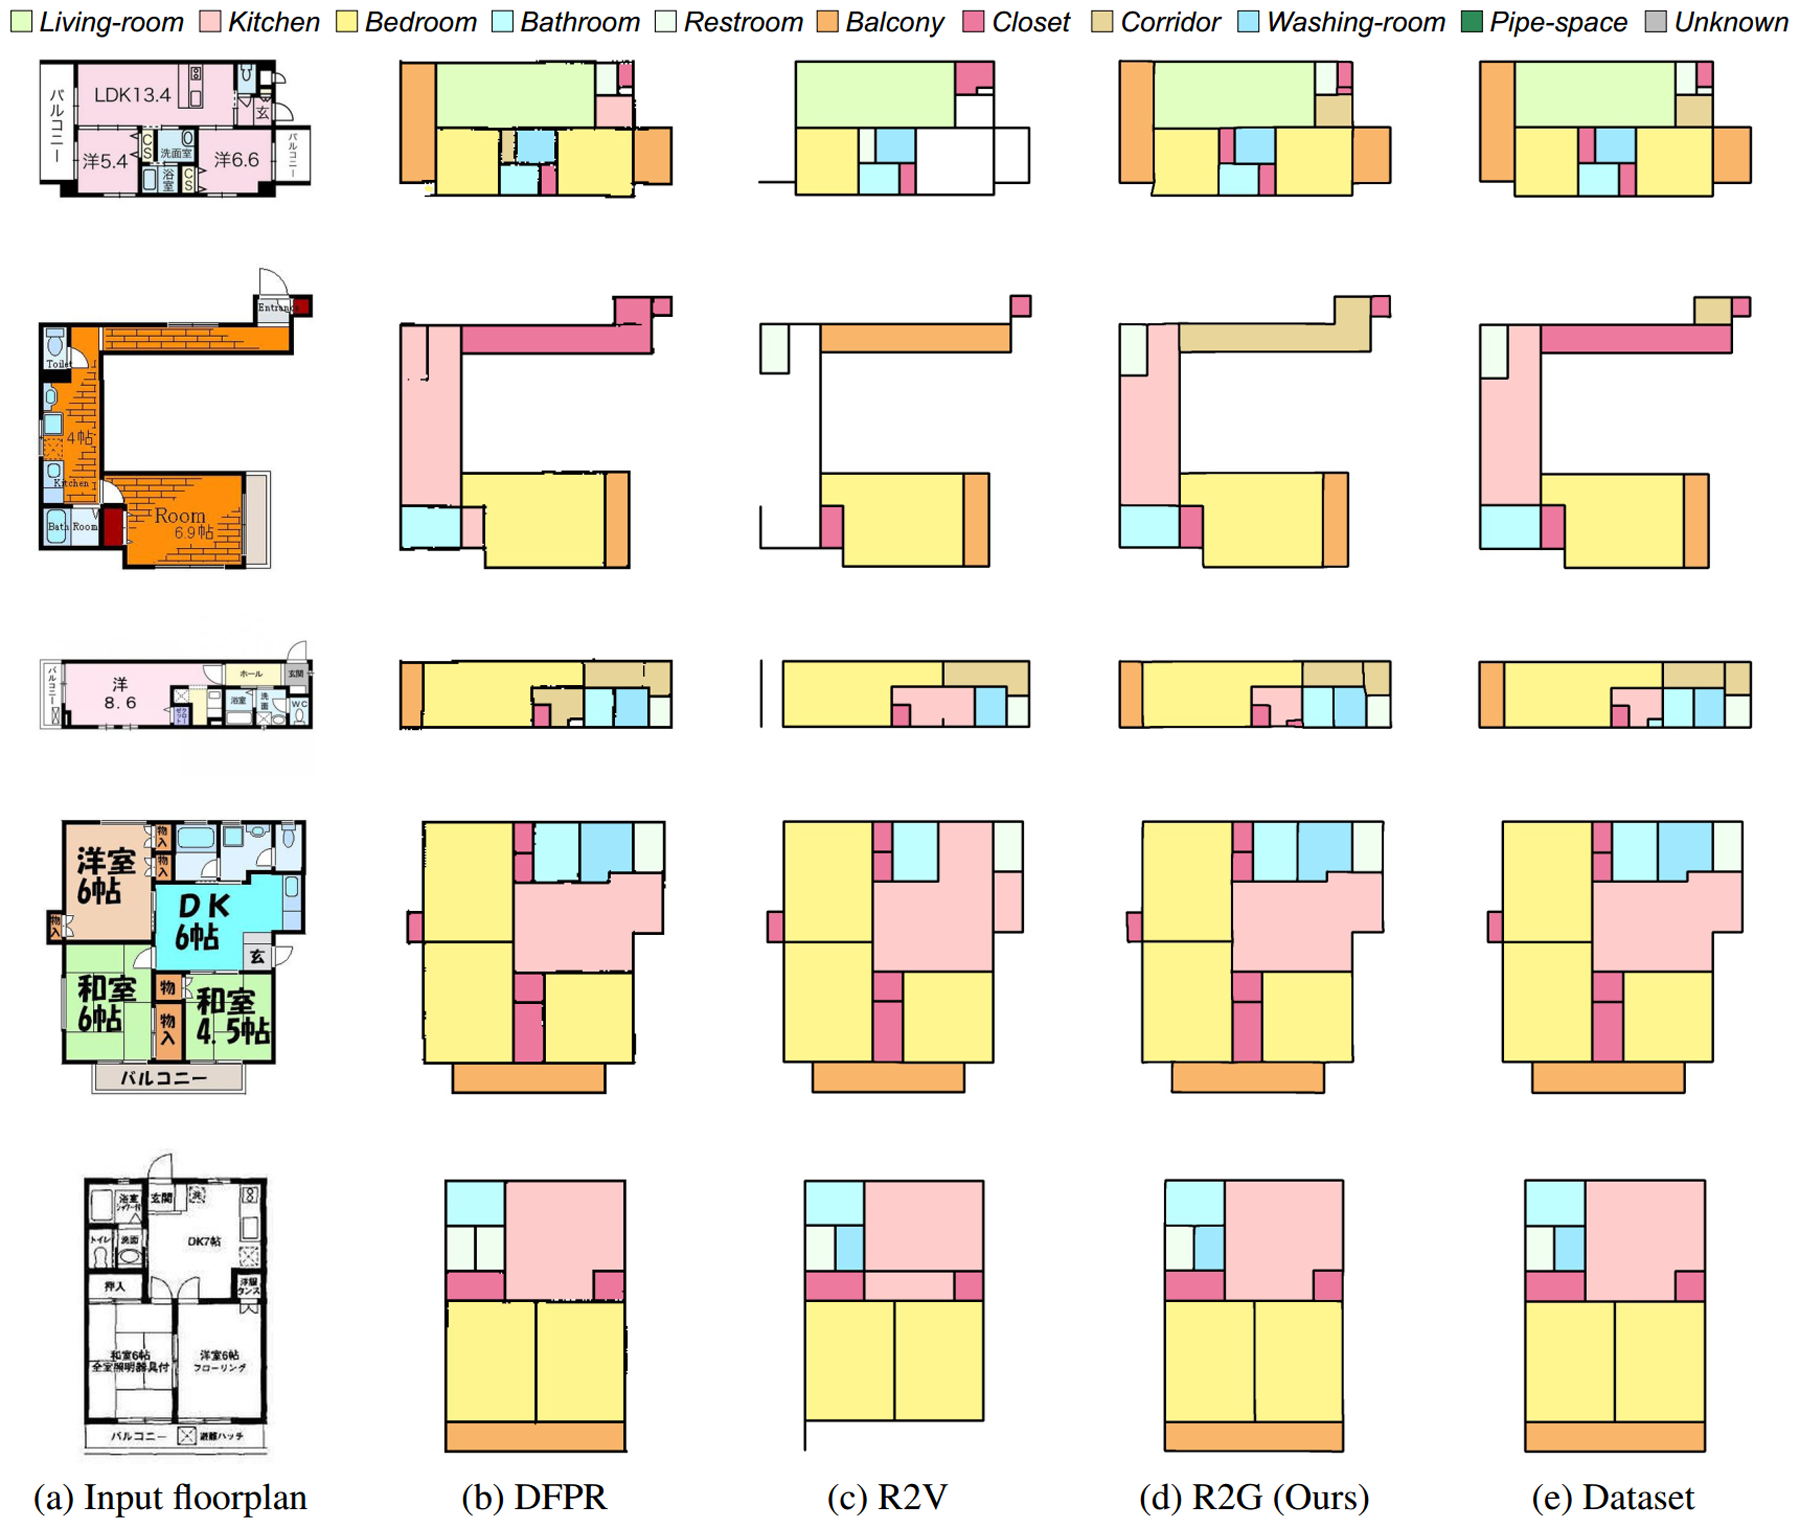 Living-room Kitchen Bedroom Bathroom Restroom Balcony Closet Corridor Washing-room Pipe-space Unknown
バルコニー
LDK13.4
玄
洋5.4
CS
洗面室
浴室
CS
洋6.6
バルコニー
Entrance
Toilet
4帖
Kitchen
Bath Room
Room
6.9帖
バルコニー
洋
8.6
ホール
玄関
浴室
洗面
WC
洋室
6帖
物入
物入
物入
DK
6帖
玄
和室
6帖
物
物入
和室
4.5帖
バルコニー
浴室
玄関
洗
トイレ
洗面
DK7帖
押入
洋服
タンス
和室6帖
全室照明器具付
洋室6帖
フローリング
バルコニー
避難ハッチ
(a) Input floorplan
(b) DFPR
(c) R2V
(d) R2G (Ours)
(e) Dataset